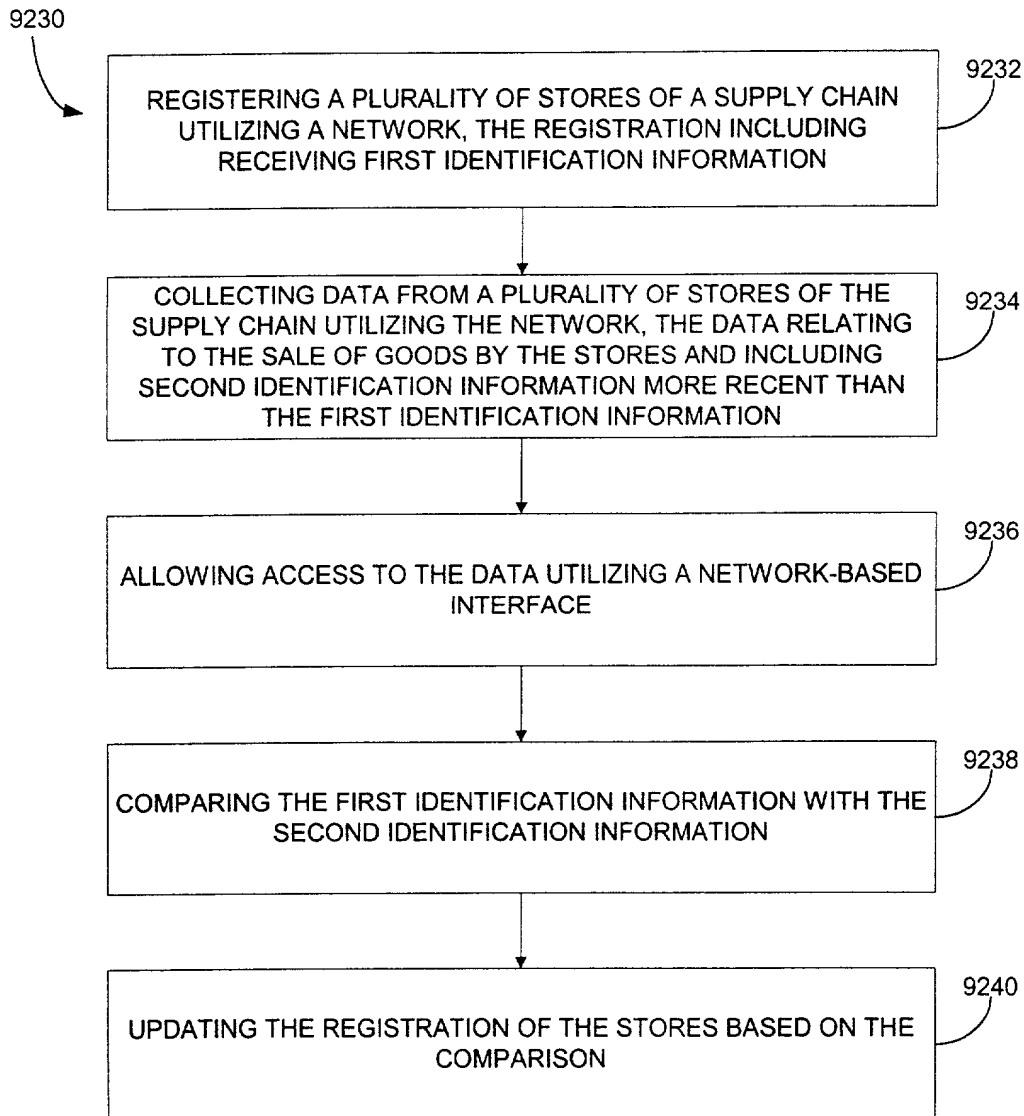 9230
9232
REGISTERING A PLURALITY OF STORES OF A SUPPLY CHAIN
UTILIZING A NETWORK, THE REGISTRATION INCLUDING
RECEIVING FIRST IDENTIFICATION INFORMATION
9234
COLLECTING DATA FROM A PLURALITY OF STORES OF THE
SUPPLY CHAIN UTILIZING THE NETWORK, THE DATA RELATING
TO THE SALE OF GOODS BY THE STORES AND INCLUDING
SECOND IDENTIFICATION INFORMATION MORE RECENT THAN
THE FIRST IDENTIFICATION INFORMATION
9236
ALLOWING ACCESS TO THE DATA UTILIZING A NETWORK-BASED
INTERFACE
9238
COMPARING THE FIRST IDENTIFICATION INFORMATION WITH THE
SECOND IDENTIFICATION INFORMATION
9240
UPDATING THE REGISTRATION OF THE STORES BASED ON THE
COMPARISON